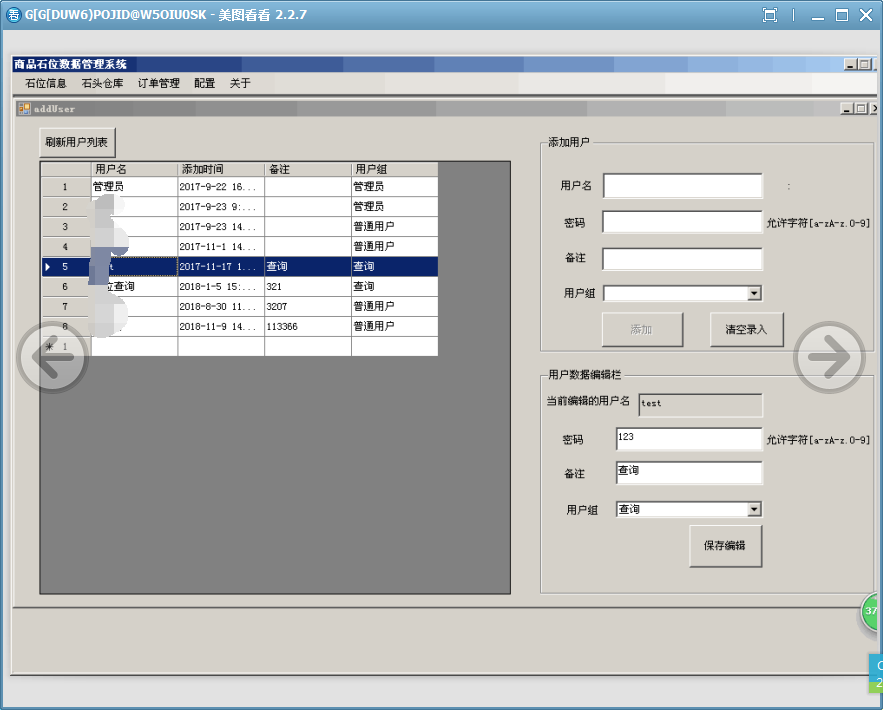 G[G[DUW6)POJID@W5OIU0SK - 美图看看 2.2.7
商品石位数据管理系统
石位信息 石头仓库 订单管理 配置 关于
addUser
刷新用户列表
用户名 添加时间 备注 用户组
1 管理员 2017-9-22 16... 管理员
2 2017-9-23 9:... 管理员
3 2017-9-23 14... 普通用户
4 2017-11-1 14... 普通用户
5 2017-11-17 1... 查询 查询
6 查询 2018-1-5 15:... 321 查询
7 2018-8-30 11... 3207 普通用户
8 2018-11-9 14... 113366 普通用户
* 1
添加用户
用户名 :
密码 允许字符[a-zA-z.0-9]
备注
用户组
添加 清空录入
用户数据编辑栏
当前编辑的用户名 test
密码 123 允许字符[a-zA-z.0-9]
备注 查询
用户组 查询
保存编辑
37